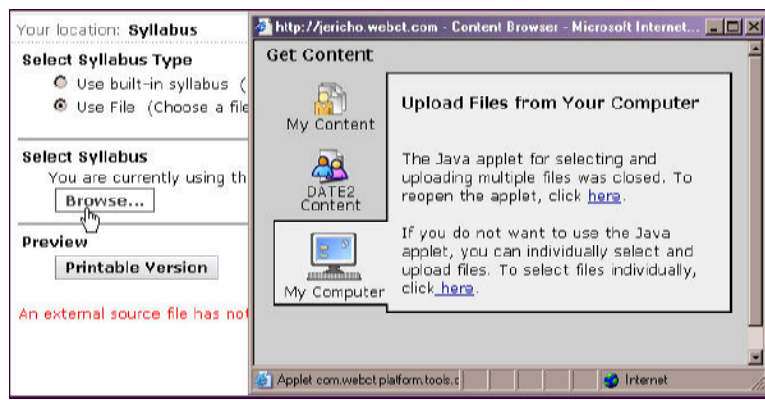 Your location: Syllabus
Select Syllabus Type
Use built-in syllabus (
Use File (Choose a file
Select Syllabus
You are currently using th
Browse...
Preview
Printable Version
An external source file has not
http://jericho.webct.com - Content Browser - Microsoft Internet...
Get Content
My Content
DATE2
Content
My Computer
Upload Files from Your Computer
The Java applet for selecting and
uploading multiple files was closed. To
reopen the applet, click here.
If you do not want to use the Java
applet, you can individually select and
upload files. To select files individually,
click here.
Applet com.webct.platform.tools.c
Internet